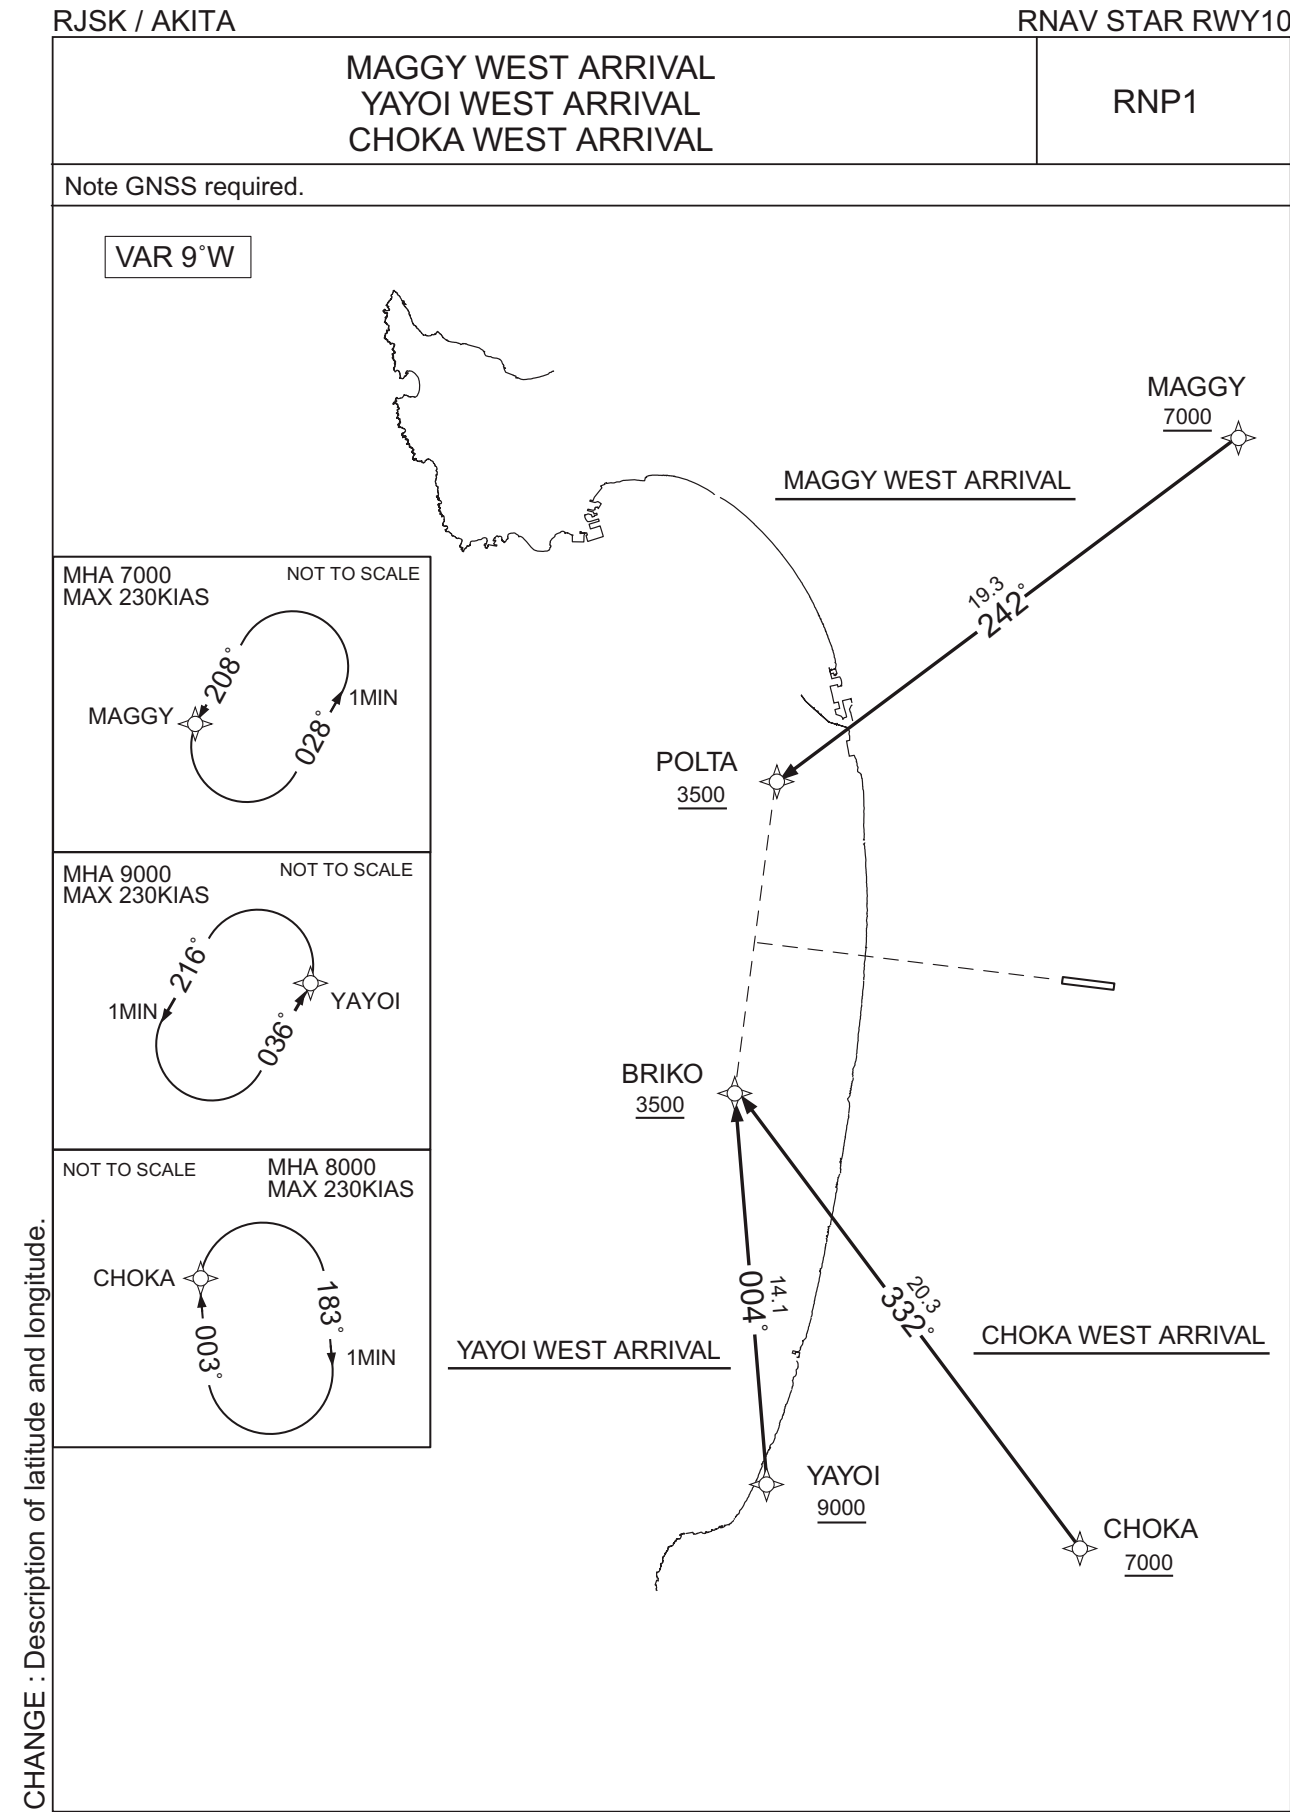 RJSK / AKITA
RNAV STAR RWY10
MAGGY WEST ARRIVAL
YAYOI WEST ARRIVAL
CHOKA WEST ARRIVAL
RNP1
Note GNSS required.
VAR 9°W
MAGGY
7000
MAGGY WEST ARRIVAL
19.3
242°
MHA 7000
MAX 230KIAS
NOT TO SCALE
208°
MAGGY
028°
1MIN
POLTA
3500
MHA 9000
MAX 230KIAS
NOT TO SCALE
216°
1MIN
036°
YAYOI
BRIKO
3500
NOT TO SCALE
MHA 8000
MAX 230KIAS
CHOKA
003°
183°
1MIN
14.1
004°
20.3
332°
YAYOI WEST ARRIVAL
CHOKA WEST ARRIVAL
YAYOI
9000
CHOKA
7000
CHANGE : Description of latitude and longitude.